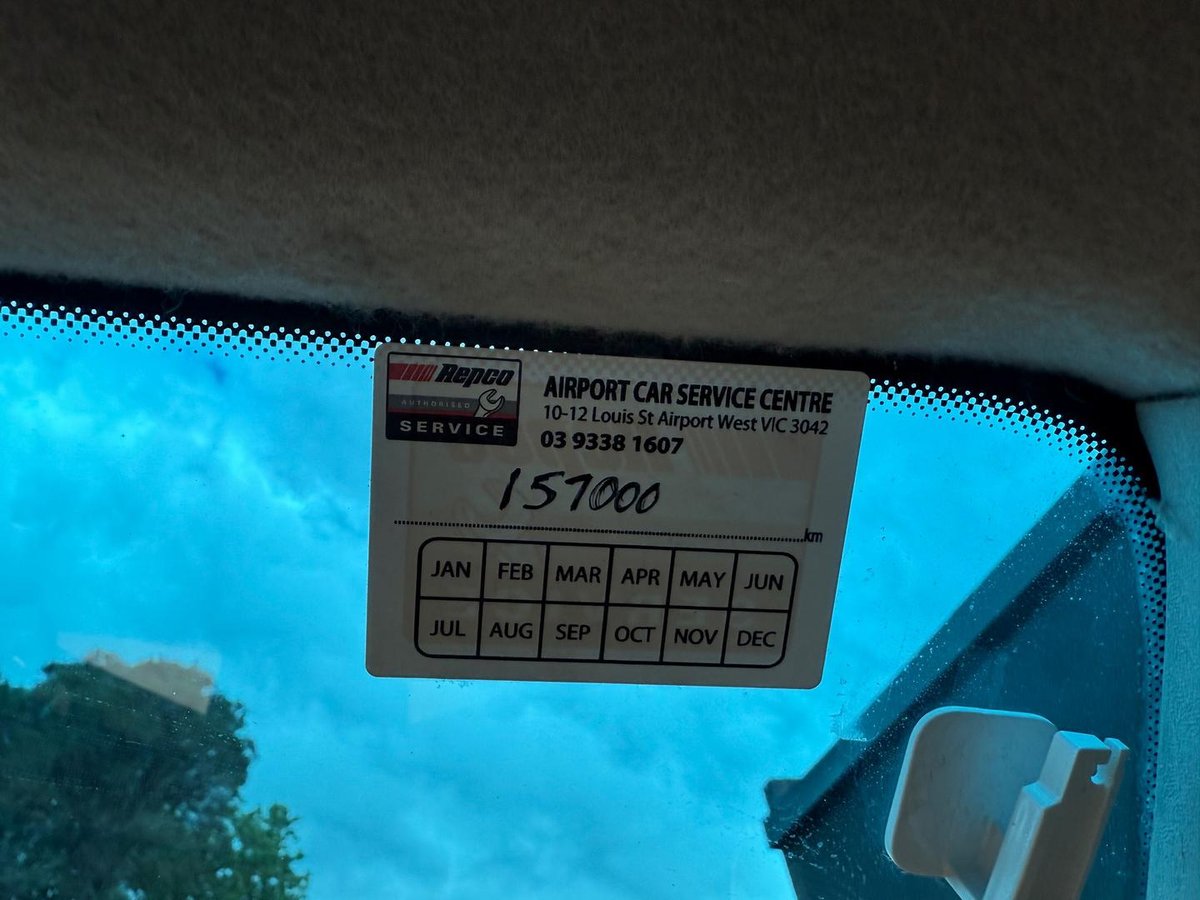 Repco
AUTHORISED
SERVICE
AIRPORT CAR SERVICE CENTRE
10-12 Louis St Airport West VIC 3042
03 9338 1607
157000
km
JAN FEB MAR APR MAY JUN
JUL AUG SEP OCT NOV DEC